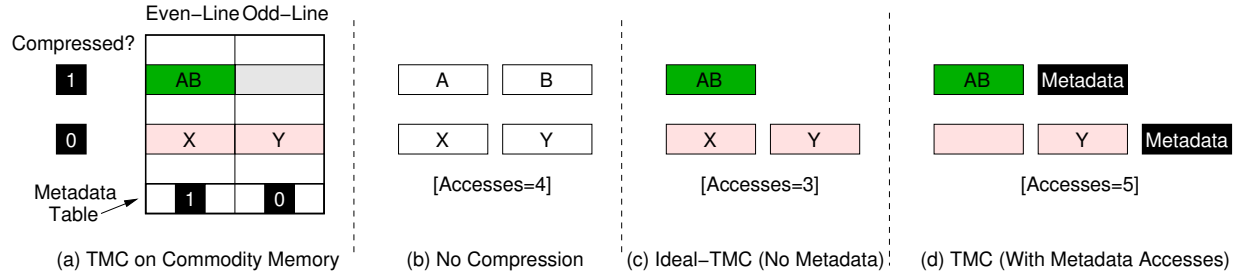 Even−Line Odd−Line
Compressed?
1 AB
0 X Y
Metadata
Table
1 0
(a) TMC on Commodity Memory
A B
X Y
[Accesses=4]
(b) No Compression
AB
X Y
[Accesses=3]
(c) Ideal−TMC (No Metadata)
AB Metadata
Y Metadata
[Accesses=5]
(d) TMC (With Metadata Accesses)